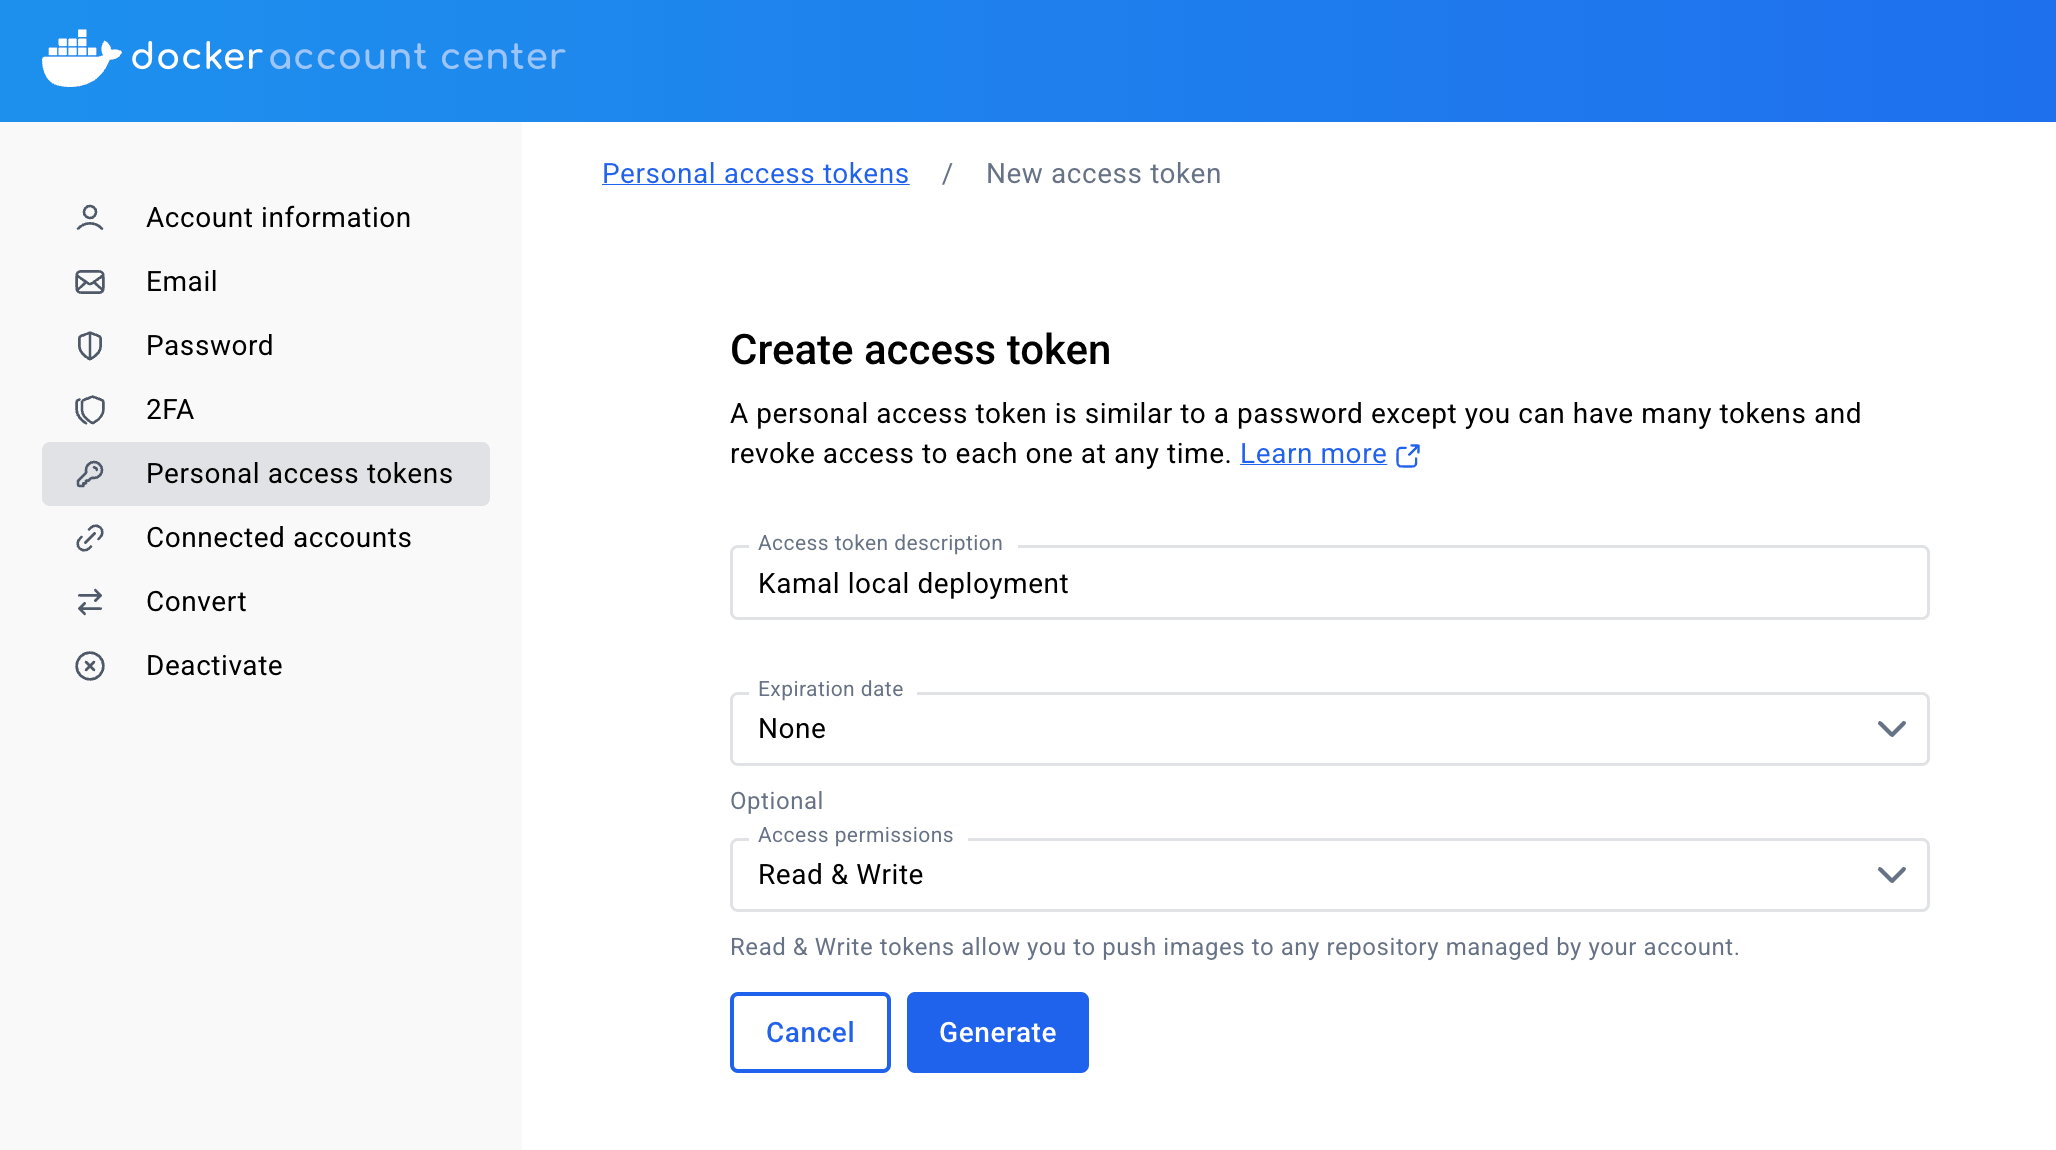 docker account center
Account information
Email
Password
2FA
Personal access tokens
Connected accounts
Convert
Deactivate
Personal access tokens / New access token
Create access token
A personal access token is similar to a password except you can have many tokens and
revoke access to each one at any time. Learn more
Access token description
Kamal local deployment
Expiration date
None
Optional
Access permissions
Read & Write
Read & Write tokens allow you to push images to any repository managed by your account.
Cancel Generate